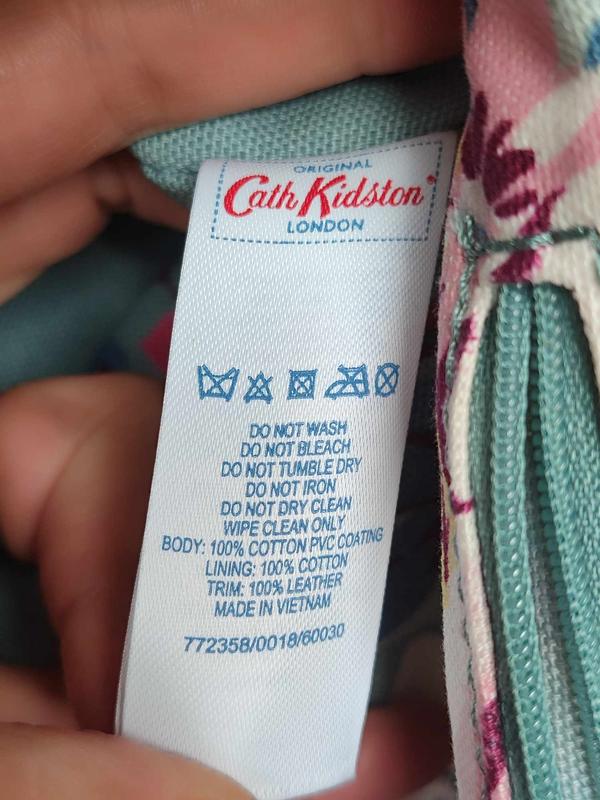 ORIGINAL
Cath Kidston
LONDON
DO NOT WASH
DO NOT BLEACH
DO NOT TUMBLE DRY
DO NOT IRON
DO NOT DRY CLEAN
WIPE CLEAN ONLY
BODY: 100% COTTON PVC COATING
LINING: 100% COTTON
TRIM: 100% LEATHER
MADE IN VIETNAM
772358/0018/60030